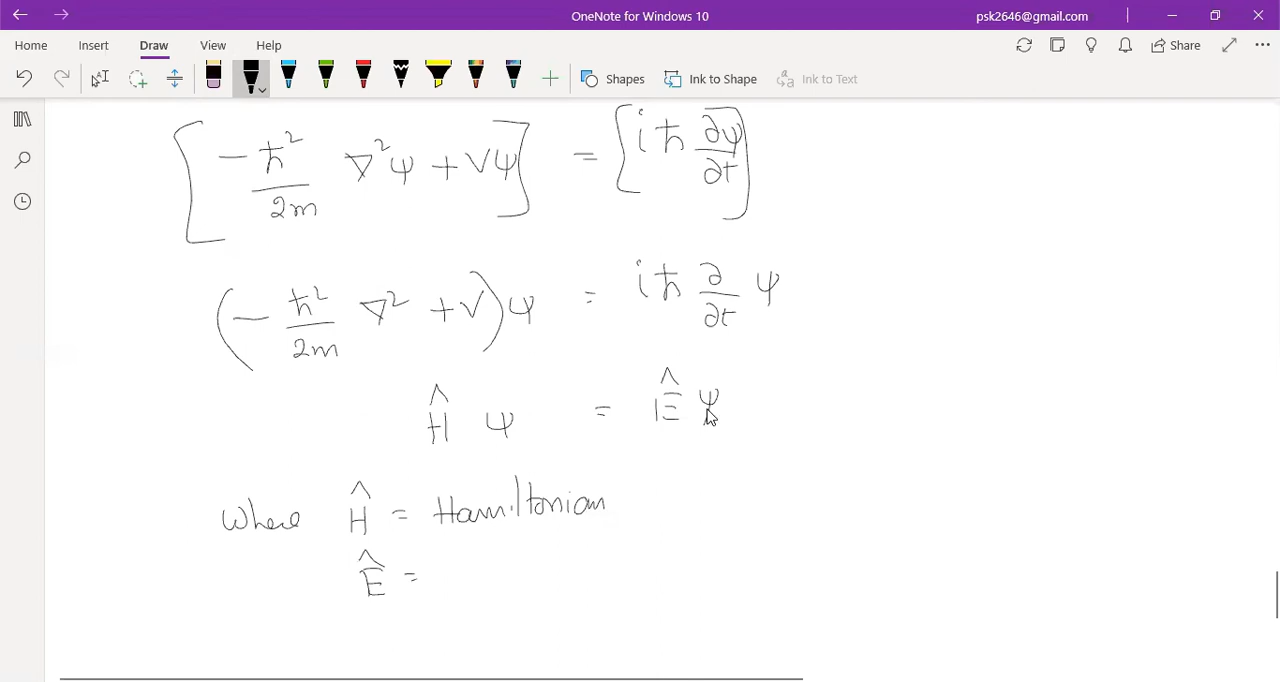 OneNote for Windows 10
psk2646@gmail.com
Home Insert Draw View Help
Share
Shapes Ink to Shape Ink to Text
[-ħ²/2m ∇²ψ + Vψ] = [iħ ∂ψ/∂t]
(-ħ²/2m ∇² + V)ψ = iħ ∂/∂t ψ
Ĥ ψ = Ê ψ
Where Ĥ = Hamiltonian
Ê =